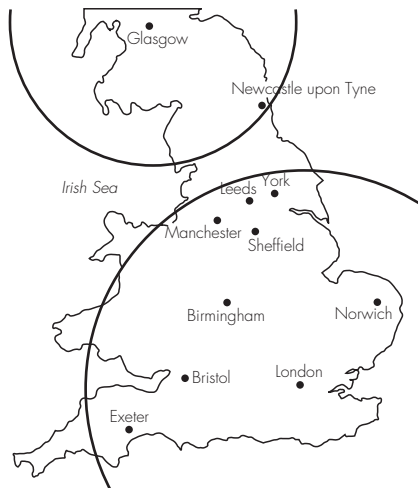 Glasgow
Newcastle upon Tyne
Irish Sea
Leeds
York
Manchester
Sheffield
Birmingham
Norwich
Bristol
London
Exeter